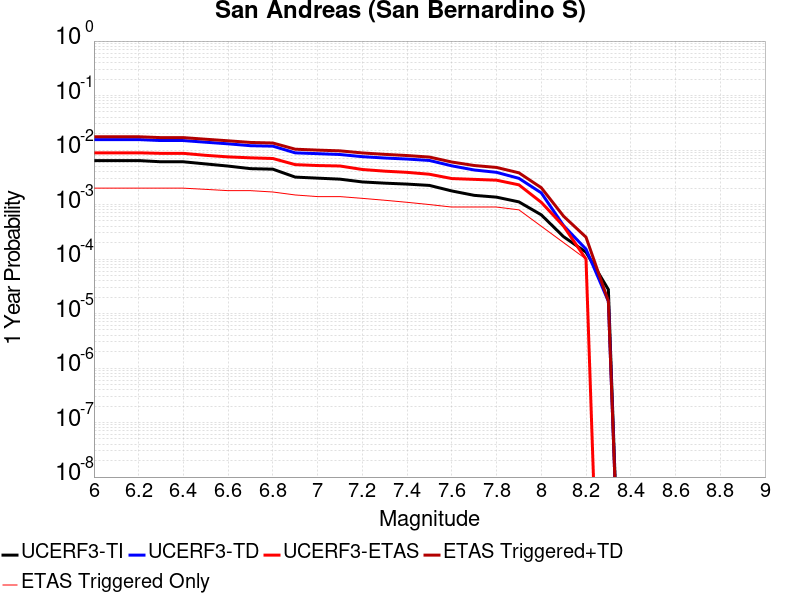 San Andreas (San Bernardino S)
10^0
10^-1
10^-2
10^-3
10^-4
10^-5
10^-6
10^-7
10^-8
1 Year Probability
6 6.2 6.4 6.6 6.8 7 7.2 7.4 7.6 7.8 8 8.2 8.4 8.6 8.8 9
Magnitude
UCERF3-TI UCERF3-TD UCERF3-ETAS ETAS Triggered+TD
ETAS Triggered Only